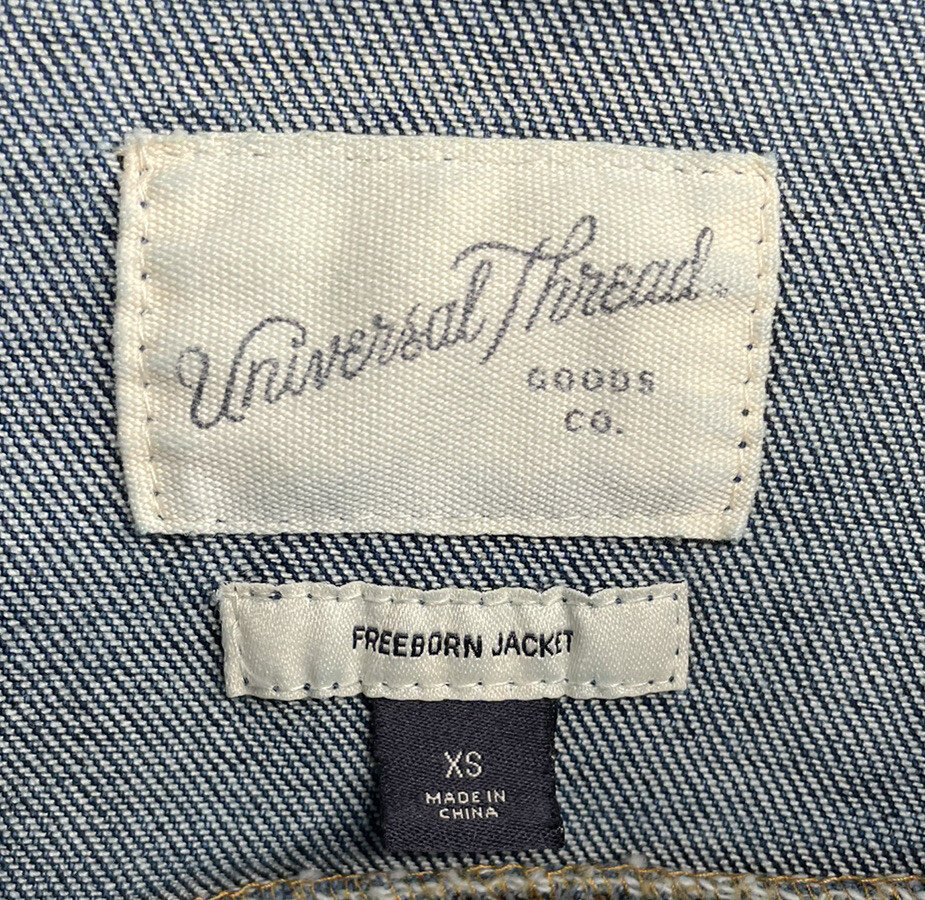 Universal Thread
GOODS
CO.
FREEBORN JACKET
XS
MADE IN
CHINA